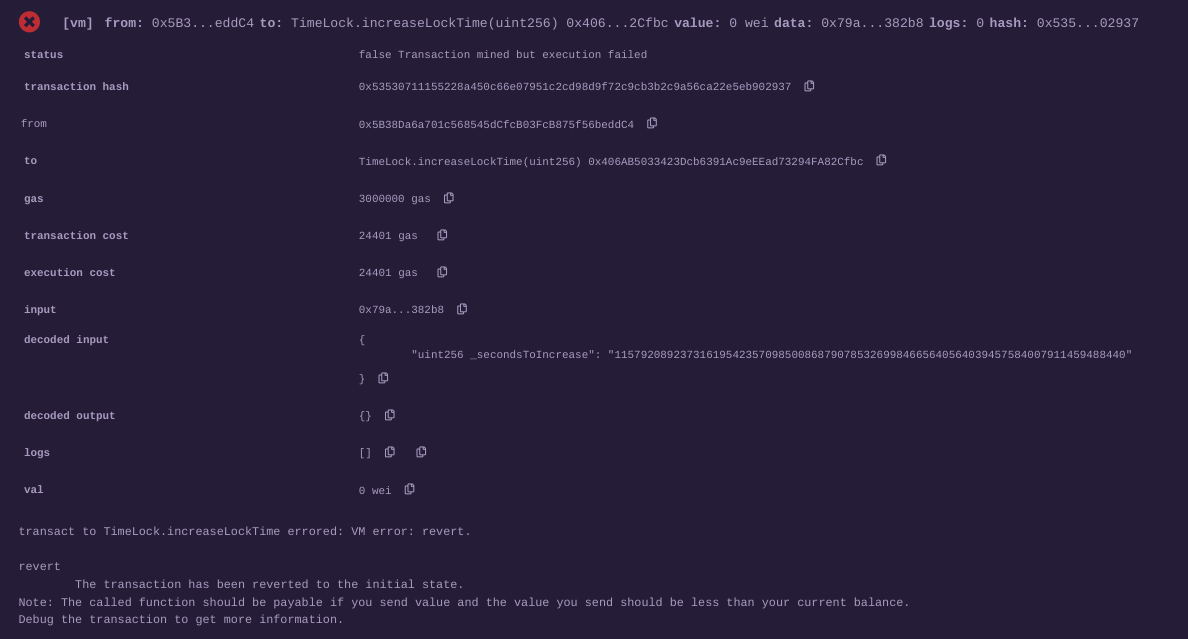 [vm] from: 0x5B3...eddC4 to: TimeLock.increaseLockTime(uint256) 0x406...2Cfbc value: 0 wei data: 0x79a...382b8 logs: 0 hash: 0x535...02937
status false Transaction mined but execution failed
transaction hash 0x53530711155228a450c66e07951c2cd98d9f72c9cb3b2c9a56ca22e5eb902937
from 0x5B38Da6a701c568545dCfcB03FcB875f56beddC4
to TimeLock.increaseLockTime(uint256) 0x406AB5033423Dcb6391Ac9eEEad73294FA82Cfbc
gas 3000000 gas
transaction cost 24401 gas
execution cost 24401 gas
input 0x79a...382b8
decoded input {
"uint256 _secondsToIncrease": "115792089237316195423570985008687907853269984665640564039457584007911459488440"
}
decoded output {}
logs []
val 0 wei
transact to TimeLock.increaseLockTime errored: VM error: revert.
revert
The transaction has been reverted to the initial state.
Note: The called function should be payable if you send value and the value you send should be less than your current balance.
Debug the transaction to get more information.